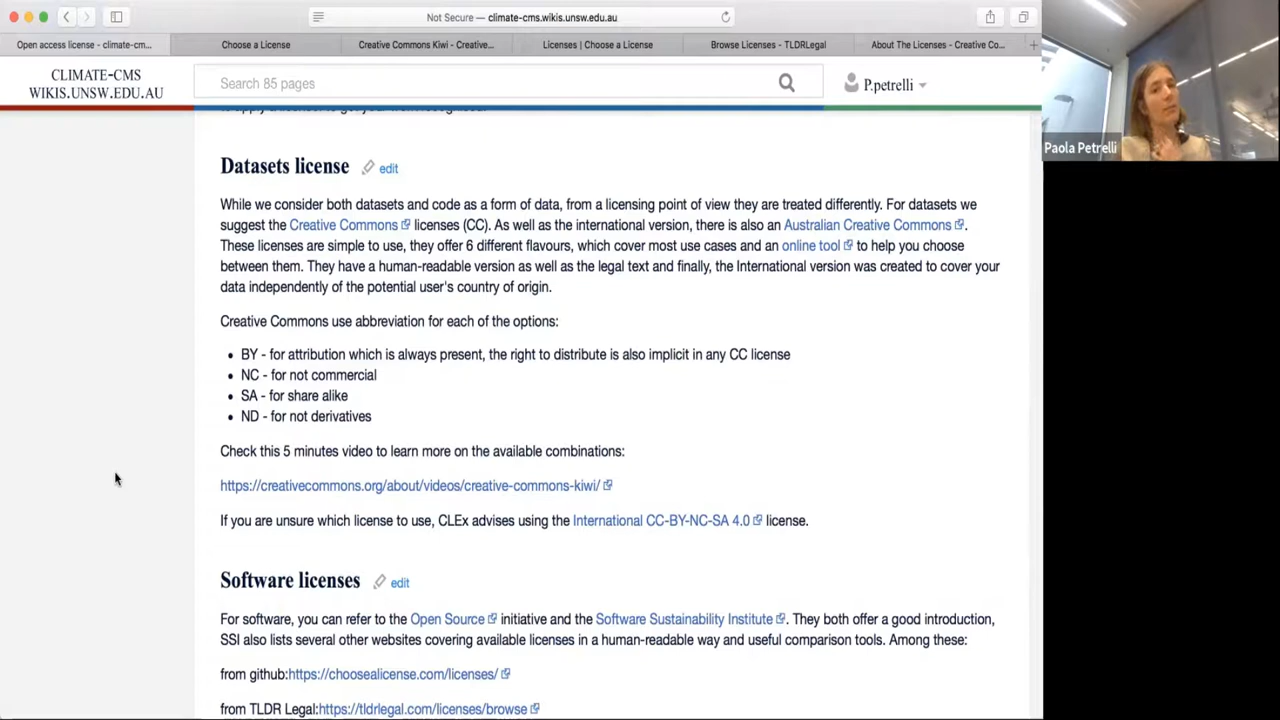 Not Secure — climate-cms.wikis.unsw.edu.au
Open access license - climate-cm...
Choose a License
Creative Commons Kiwi - Creative...
Licenses | Choose a License
Browse Licenses - TLDRLegal
About The Licenses - Creative Co...
CLIMATE-CMS
WIKIS.UNSW.EDU.AU
Search 85 pages
P.petrelli
Paola Petrelli
Datasets license edit
While we consider both datasets and code as a form of data, from a licensing point of view they are treated differently. For datasets we
suggest the Creative Commons licenses (CC). As well as the international version, there is also an Australian Creative Commons .
These licenses are simple to use, they offer 6 different flavours, which cover most use cases and an online tool to help you choose
between them. They have a human-readable version as well as the legal text and finally, the International version was created to cover your
data independently of the potential user's country of origin.
Creative Commons use abbreviation for each of the options:
• BY - for attribution which is always present, the right to distribute is also implicit in any CC license
• NC - for not commercial
• SA - for share alike
• ND - for not derivatives
Check this 5 minutes video to learn more on the available combinations:
https://creativecommons.org/about/videos/creative-commons-kiwi/
If you are unsure which license to use, CLEx advises using the International CC-BY-NC-SA 4.0 license.
Software licenses edit
For software, you can refer to the Open Source initiative and the Software Sustainability Institute . They both offer a good introduction,
SSI also lists several other websites covering available licenses in a human-readable way and useful comparison tools. Among these:
from github:https://choosealicense.com/licenses/
from TLDR Legal:https://tldrlegal.com/licenses/browse